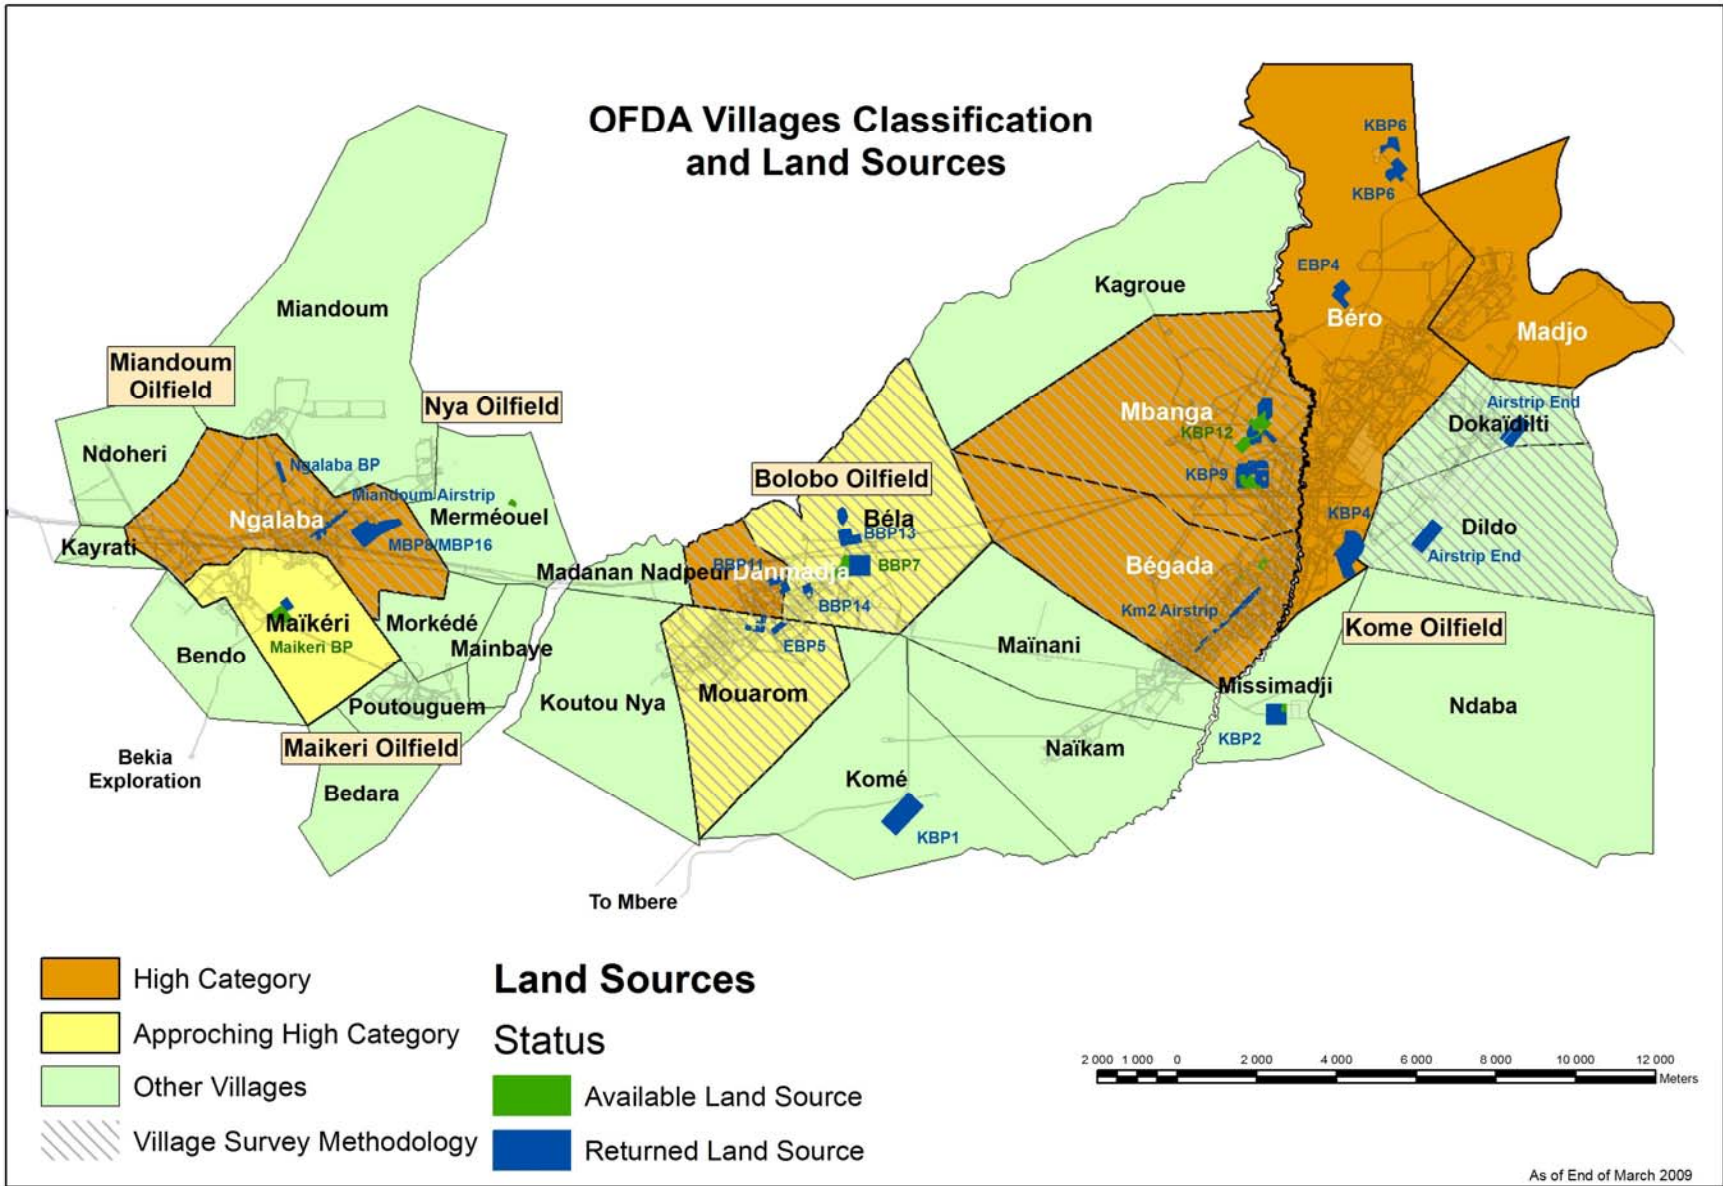 OFDA Villages Classification
and Land Sources
KBP6
KBP6
EBP4
Kagroue
Béro
Madjo
Miandoum
Miandoum
Oilfield
Nya Oilfield
Mbanga
KBP12
Airstrip End
Dokaïdilti
Ndoheri
Ngalaba BP
Bolobo Oilfield
KBP9
Miandoum Airstrip
Ngalaba
Merméouel
Béla
KBP4
Dildo
Kayrati
MBP8/MBP16
BBP13
Airstrip End
Madanan Nadpeur
BBP11
Danmadja
BBP7
Bégada
BBP14
Km2 Airstrip
Maïkéri
Morkédé
Kome Oilfield
Maikeri BP
Mainbaye
EBP5
Maïnani
Bendo
Koutou Nya
Mouarom
Missimadji
Poutouguem
Ndaba
Maikeri Oilfield
KBP2
Naïkam
Bekia
Exploration
Bedara
Komé
KBP1
To Mbere
High Category
Approching High Category
Other Villages
Village Survey Methodology
Land Sources
Status
Available Land Source
Returned Land Source
2 000 1 000 0 2 000 4 000 6 000 8 000 10 000 12 000
Meters
As of End of March 2009